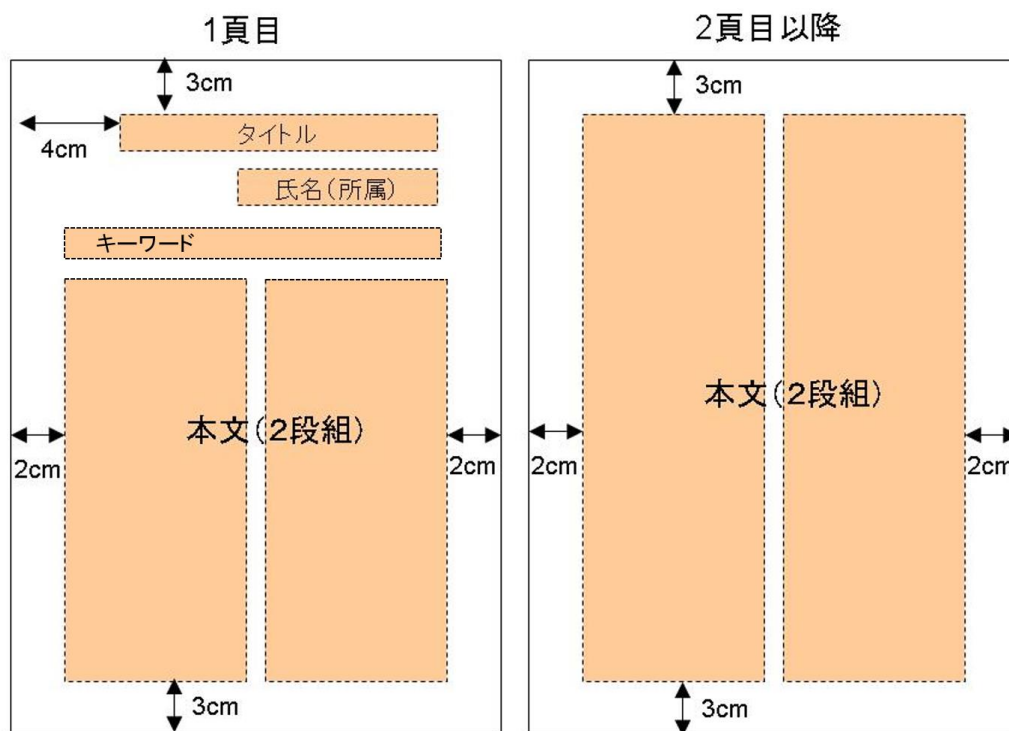 1頁目
3cm
4cm
タイトル
氏名(所属)
キーワード
本文(2段組)
2cm
2cm
3cm
2頁目以降
3cm
本文(2段組)
2cm
2cm
3cm